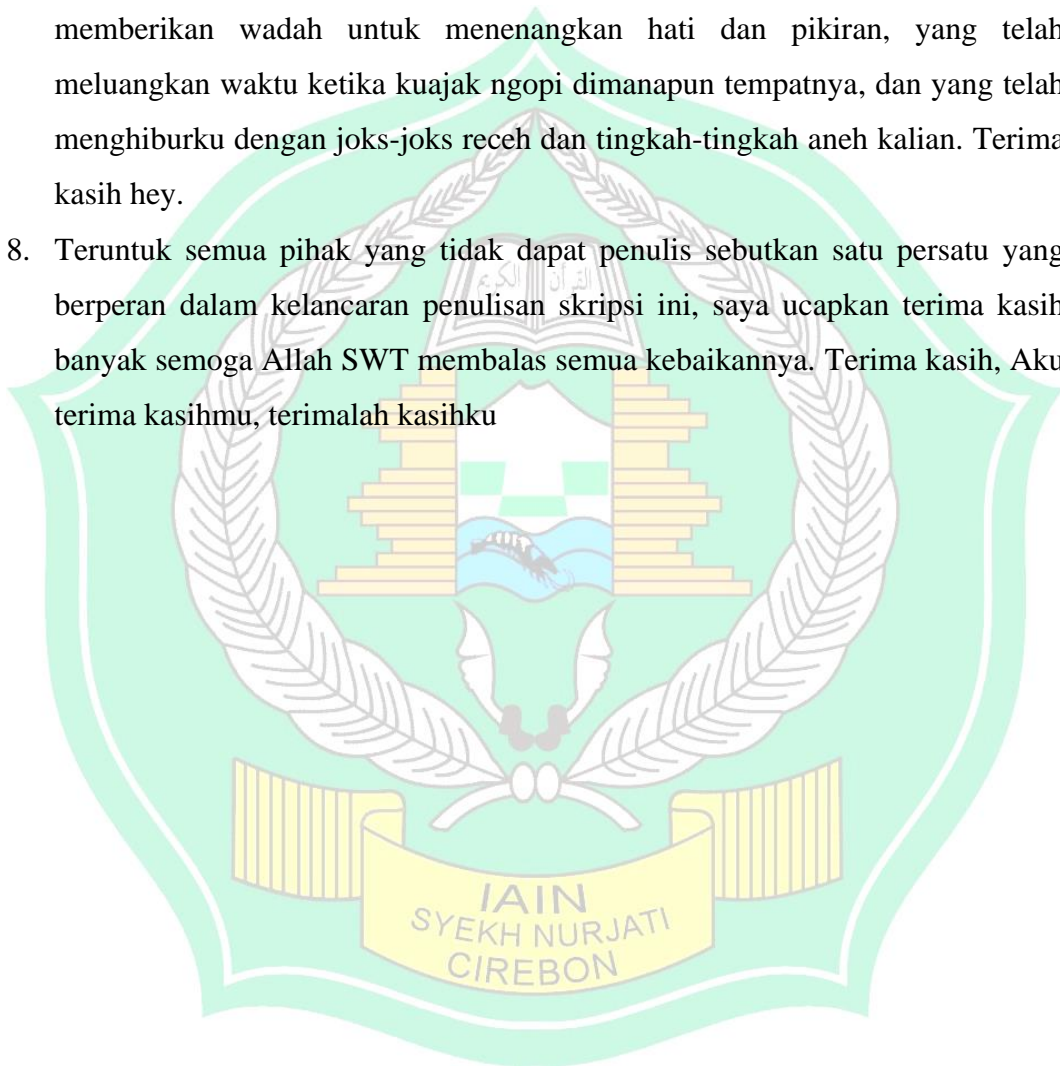 memberikan wadah untuk menenangkan hati dan pikiran, yang telah
meluangkan waktu ketika kuajak ngopi dimanapun tempatnya, dan yang telah
menghiburku dengan joks-joks receh dan tingkah-tingkah aneh kalian. Terima
kasih hey.
8. Teruntuk semua pihak yang tidak dapat penulis sebutkan satu persatu yang
berperan dalam kelancaran penulisan skripsi ini, saya ucapkan terima kasih
banyak semoga Allah SWT membalas semua kebaikannya. Terima kasih, Aku
terima kasihmu, terimalah kasihku
القرآن الكريم
IAIN
SYEKH NURJATI
CIREBON